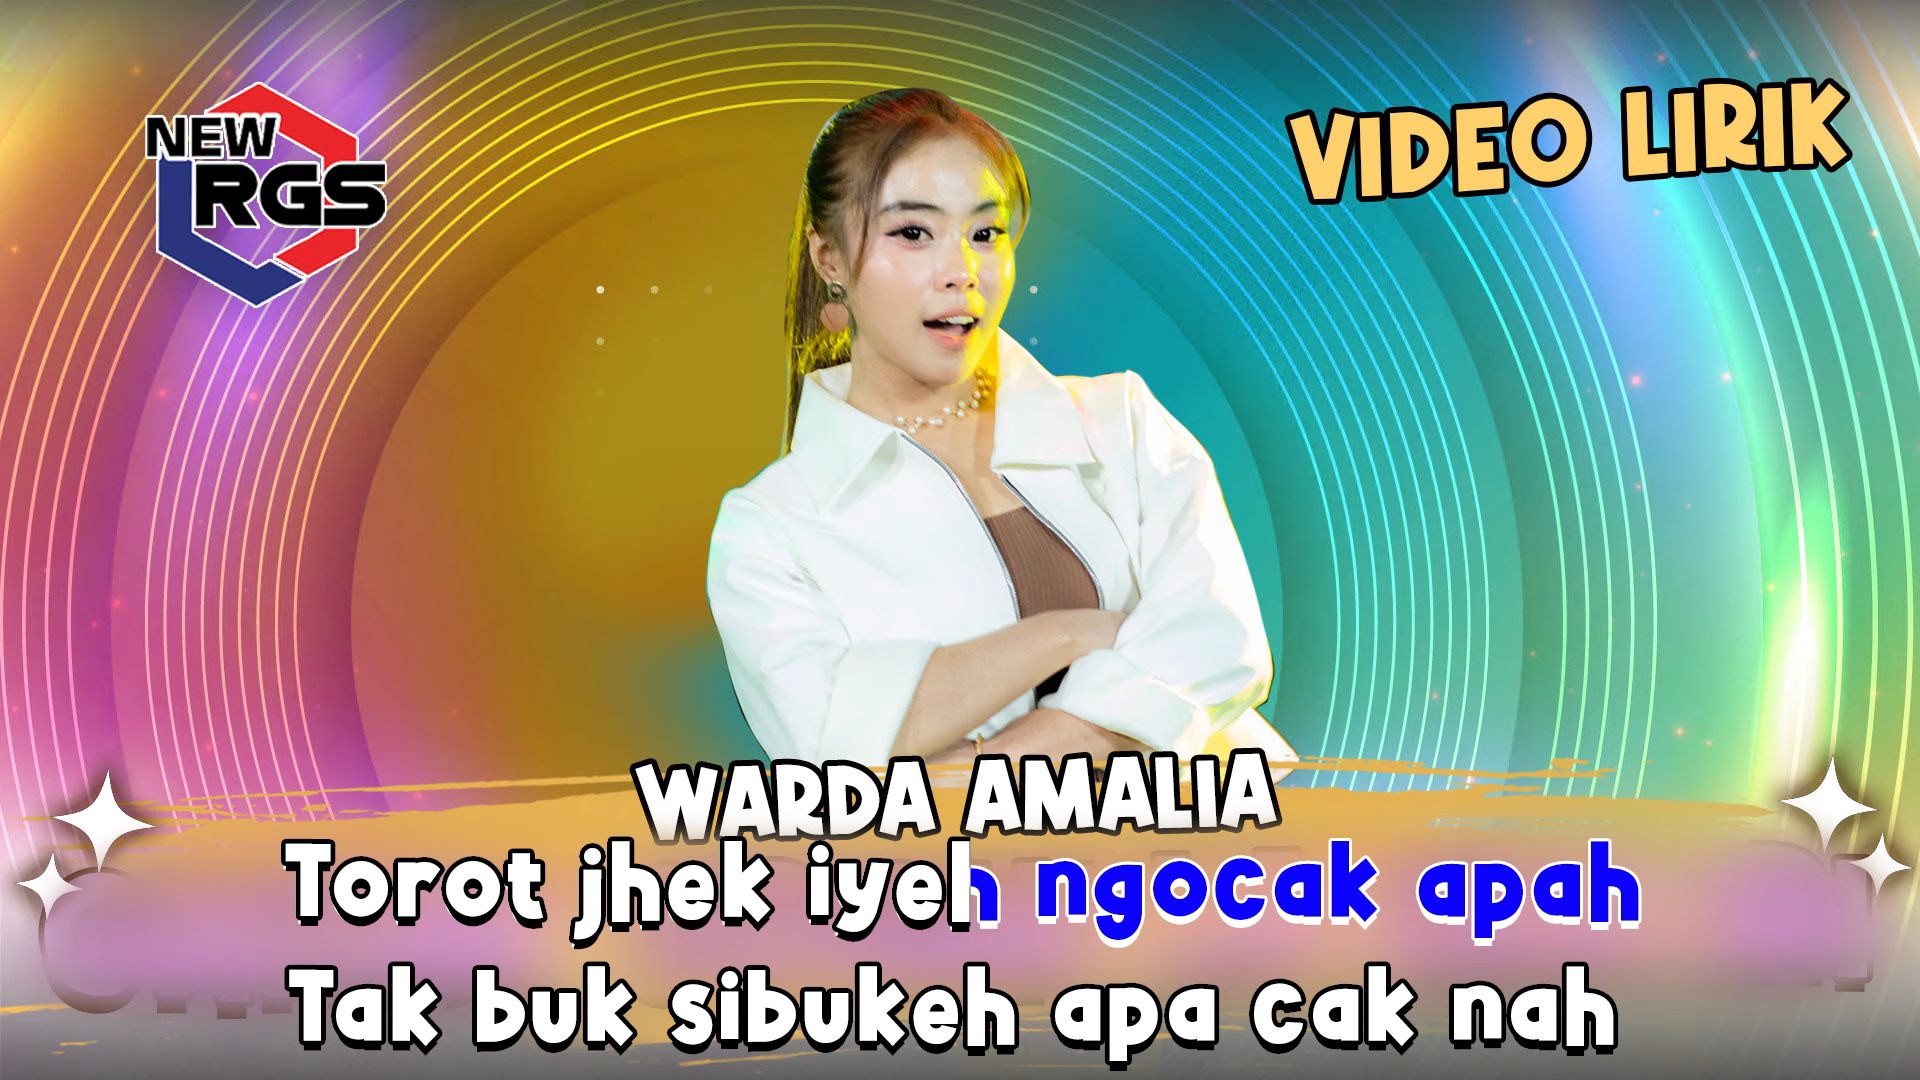 NEW
RGS
VIDEO LIRIK
WARDA AMALIA
Torot jhek iyeh ngocak apah
Tak buk sibukeh apa cak nah